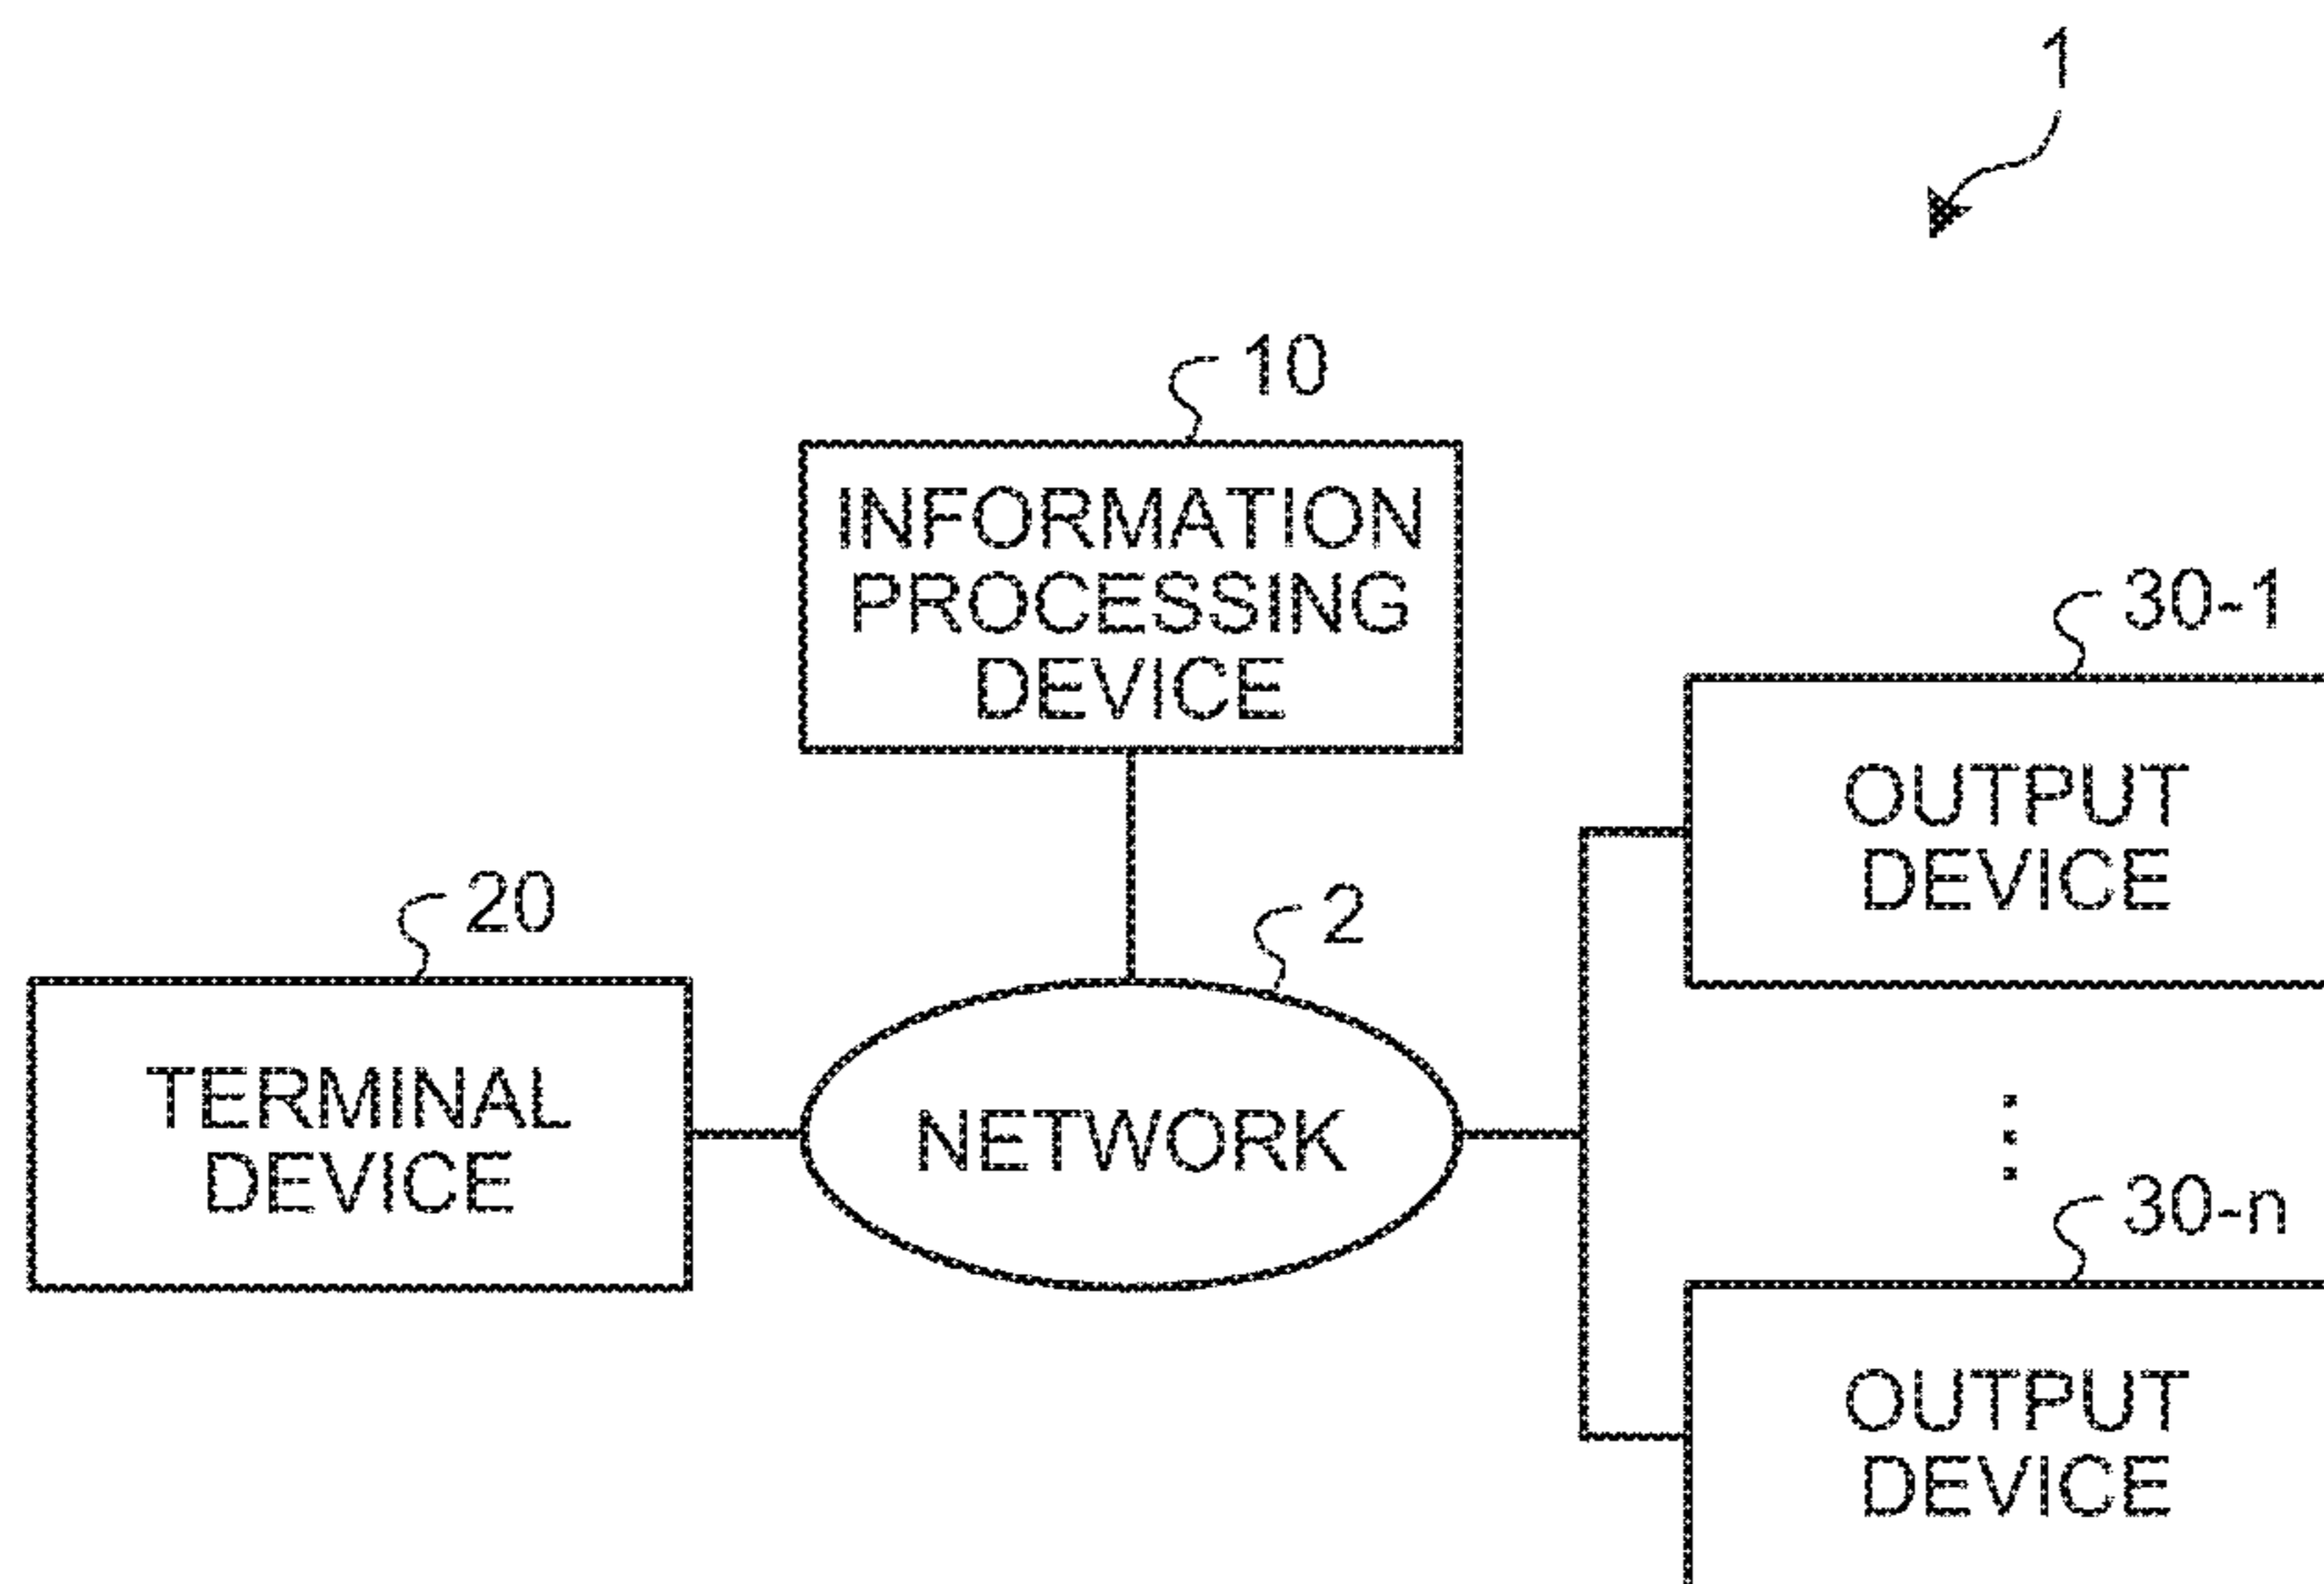 1
10
INFORMATION
PROCESSING
DEVICE
30-1
OUTPUT
DEVICE
20
TERMINAL
DEVICE
2
NETWORK
30-n
OUTPUT
DEVICE